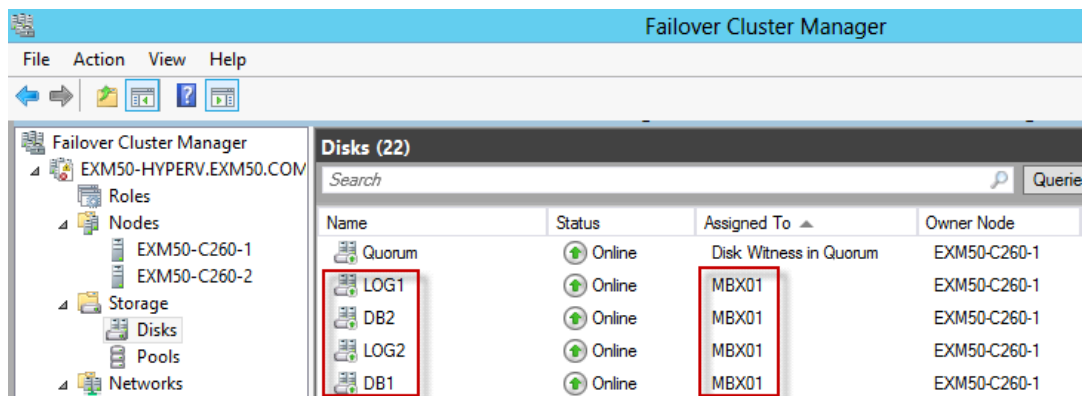 Failover Cluster Manager
File Action View Help
Failover Cluster Manager
EXM50-HYPERV.EXM50.COM
Roles
Nodes
EXM50-C260-1
EXM50-C260-2
Storage
Disks
Pools
Networks
Disks (22)
Search
Querie
Name Status Assigned To Owner Node
Quorum Online Disk Witness in Quorum EXM50-C260-1
LOG1 Online MBX01 EXM50-C260-1
DB2 Online MBX01 EXM50-C260-1
LOG2 Online MBX01 EXM50-C260-1
DB1 Online MBX01 EXM50-C260-1